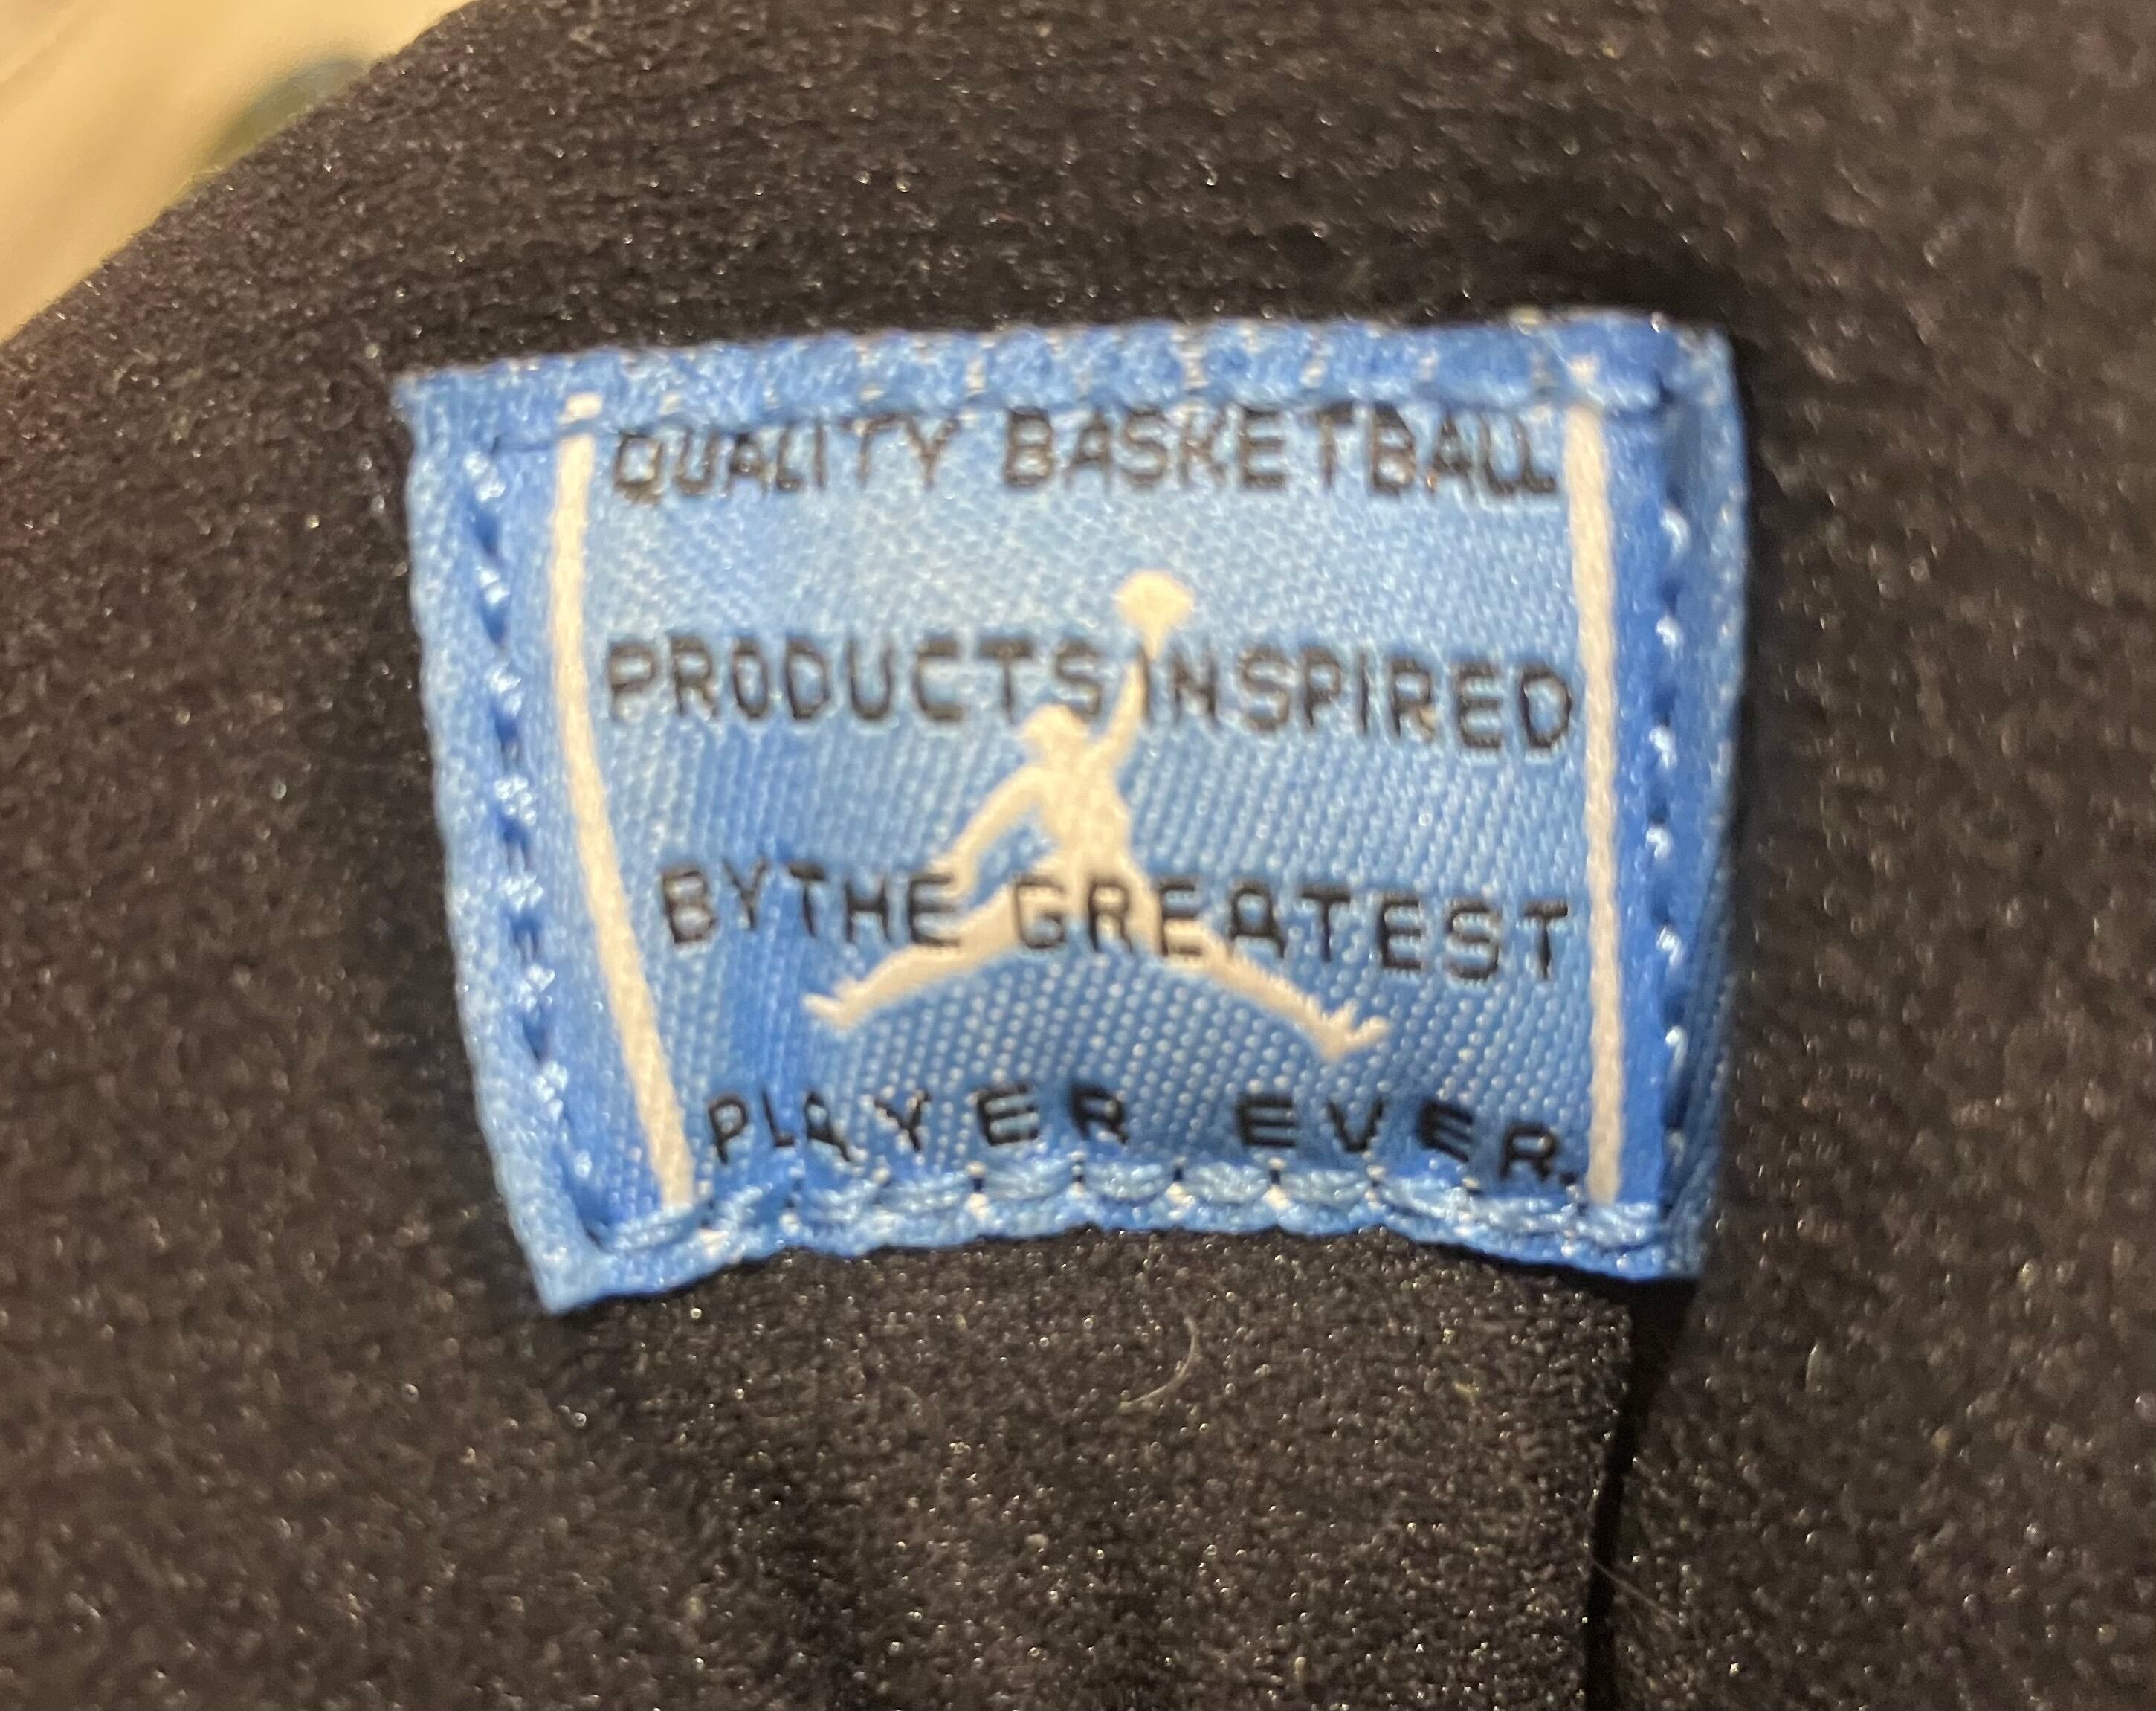 QUALITY BASKETBALL
PRODUCTS INSPIRED
BY THE GREATEST
PLAYER EVER.